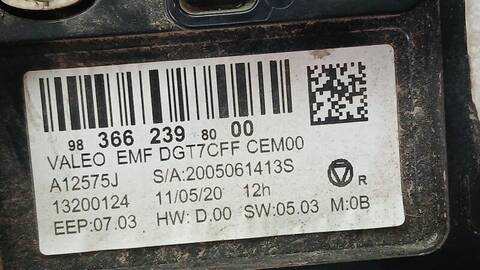 98 366 239 80 00
VALEO EMF DGT7CFF CEM00
A12575J S/A:2005061413S
13200124 11/05/20 12h
EEP:07.03 HW: D.00 SW:05.03 M:0B
R